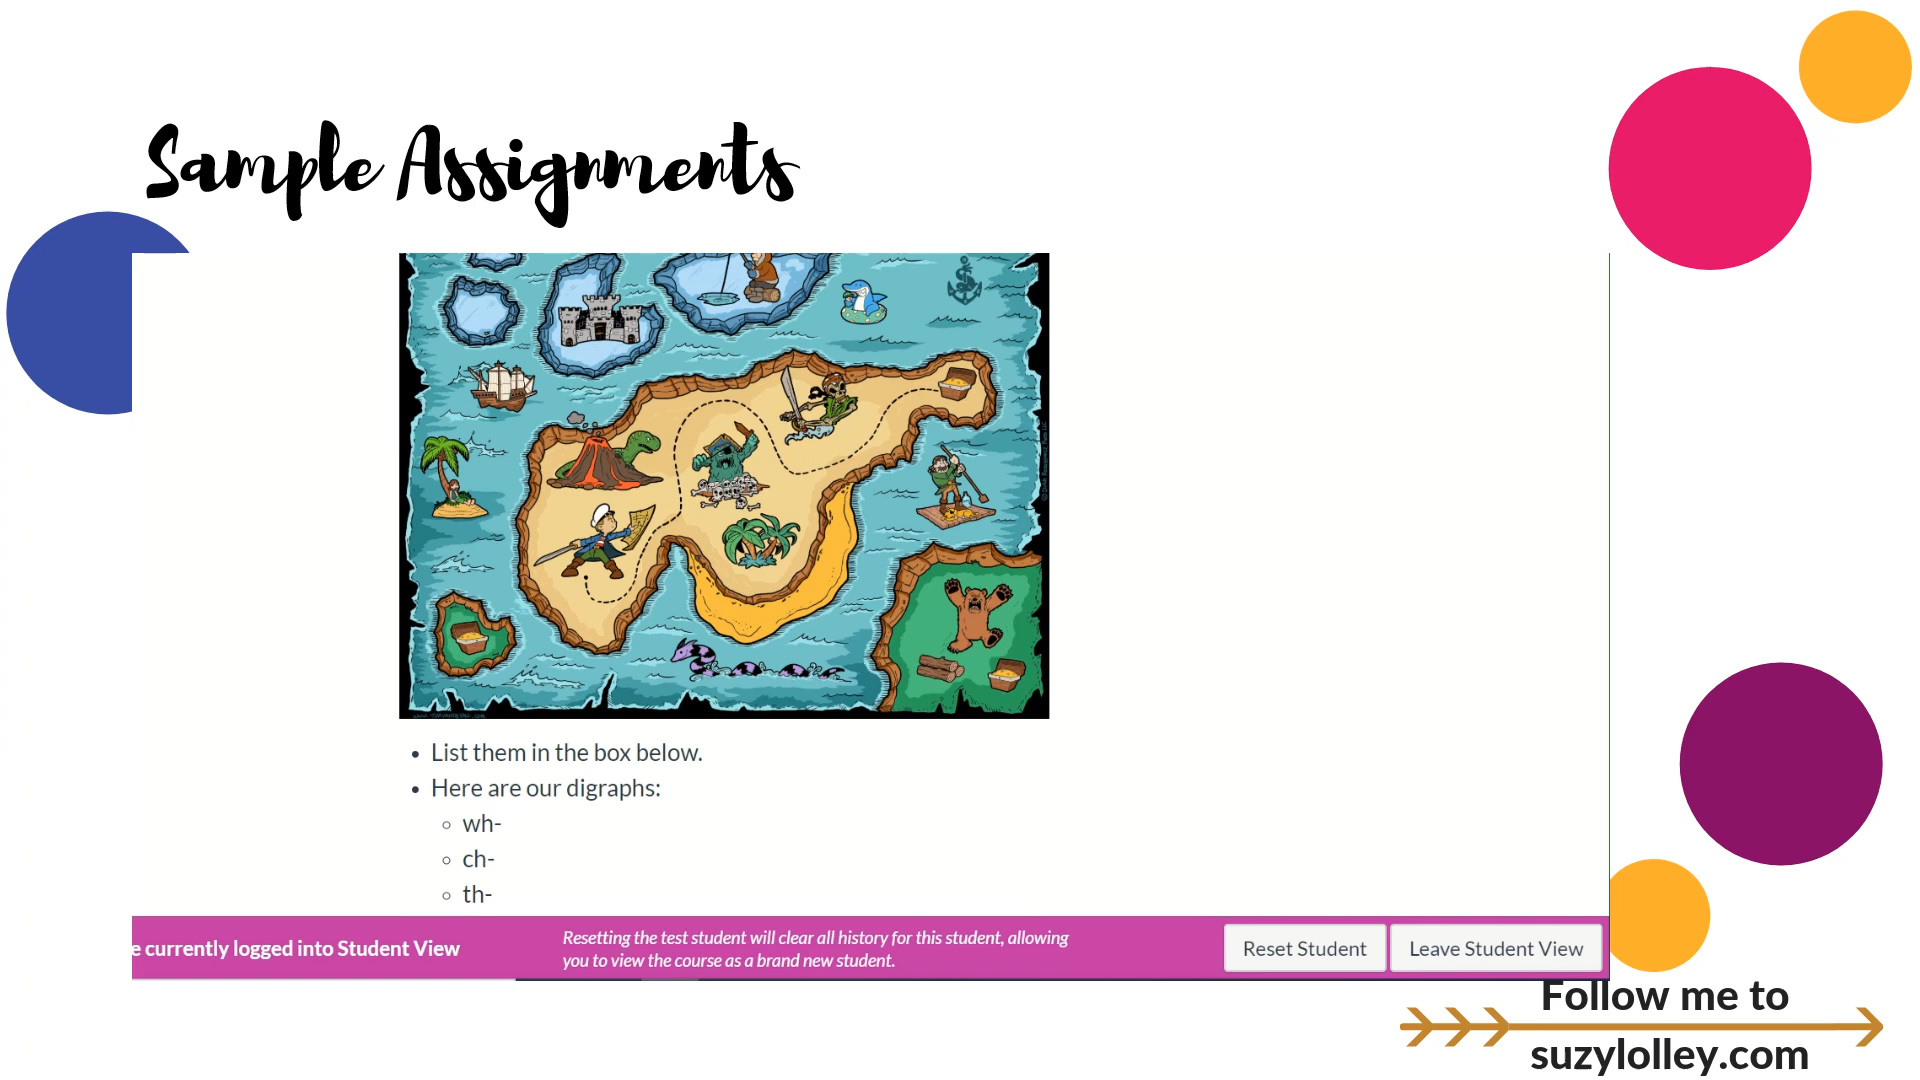 Sample Assignments
List them in the box below.
Here are our digraphs:
wh-
ch-
th-
e currently logged into Student View
Resetting the test student will clear all history for this student, allowing
you to view the course as a brand new student.
Reset Student
Leave Student View
Follow me to
suzylolley.com